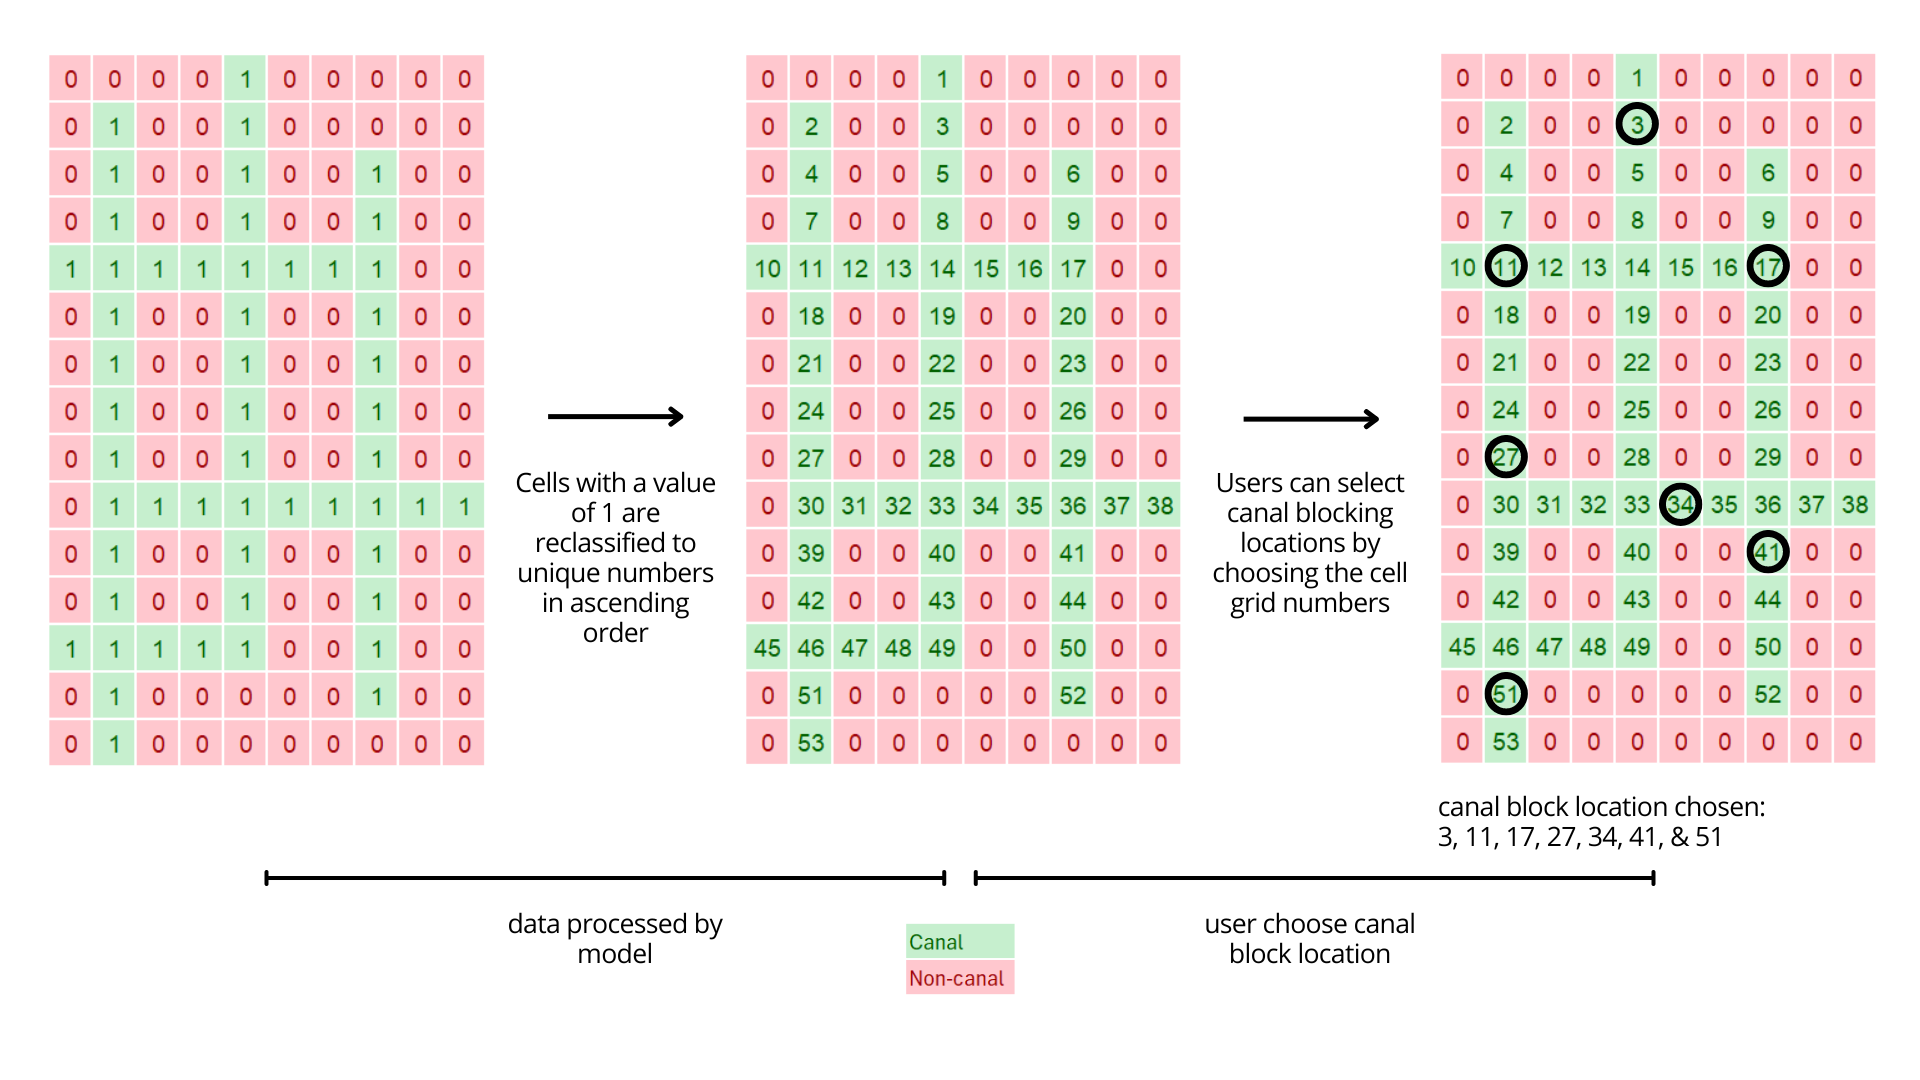 0 0 0 0 1 0 0 0 0 0
0 1 0 0 1 0 0 0 0 0
0 1 0 0 1 0 0 1 0 0
0 1 0 0 1 0 0 1 0 0
1 1 1 1 1 1 1 1 0 0
0 1 0 0 1 0 0 1 0 0
0 1 0 0 1 0 0 1 0 0
0 1 0 0 1 0 0 1 0 0
0 1 0 0 1 0 0 1 0 0
0 1 1 1 1 1 1 1 1 1
0 1 0 0 1 0 0 1 0 0
0 1 0 0 1 0 0 1 0 0
1 1 1 1 1 0 0 1 0 0
0 1 0 0 0 0 0 1 0 0
0 1 0 0 0 0 0 0 0 0
Cells with a value
of 1 are
reclassified to
unique numbers
in ascending
order
0 0 0 0 1 0 0 0 0 0
0 2 0 0 3 0 0 0 0 0
0 4 0 0 5 0 0 6 0 0
0 7 0 0 8 0 0 9 0 0
10 11 12 13 14 15 16 17 0 0
0 18 0 0 19 0 0 20 0 0
0 21 0 0 22 0 0 23 0 0
0 24 0 0 25 0 0 26 0 0
0 27 0 0 28 0 0 29 0 0
0 30 31 32 33 34 35 36 37 38
0 39 0 0 40 0 0 41 0 0
0 42 0 0 43 0 0 44 0 0
45 46 47 48 49 0 0 50 0 0
0 51 0 0 0 0 0 52 0 0
0 53 0 0 0 0 0 0 0 0
Users can select
canal blocking
locations by
choosing the cell
grid numbers
0 0 0 0 1 0 0 0 0 0
0 2 0 0 3 0 0 0 0 0
0 4 0 0 5 0 0 6 0 0
0 7 0 0 8 0 0 9 0 0
10 11 12 13 14 15 16 17 0 0
0 18 0 0 19 0 0 20 0 0
0 21 0 0 22 0 0 23 0 0
0 24 0 0 25 0 0 26 0 0
0 27 0 0 28 0 0 29 0 0
0 30 31 32 33 34 35 36 37 38
0 39 0 0 40 0 0 41 0 0
0 42 0 0 43 0 0 44 0 0
45 46 47 48 49 0 0 50 0 0
0 51 0 0 0 0 0 52 0 0
0 53 0 0 0 0 0 0 0 0
canal block location chosen:
3, 11, 17, 27, 34, 41, & 51
data processed by
model
Canal
Non-canal
user choose canal
block location